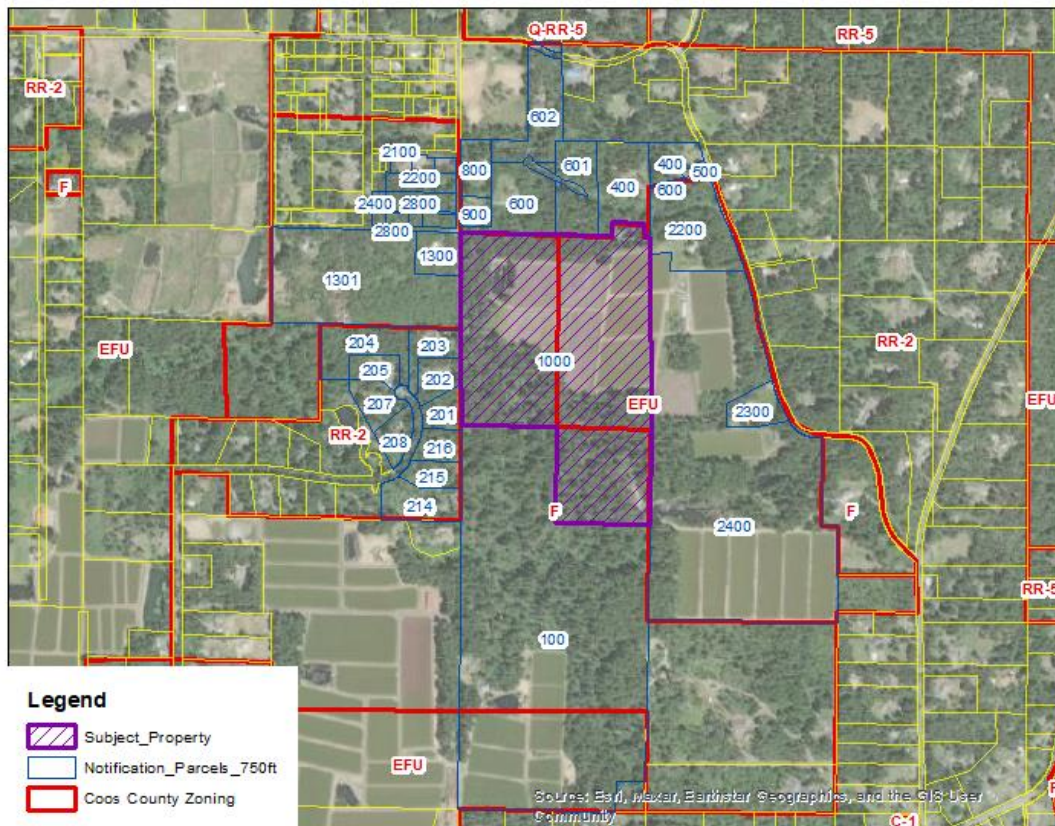 Q-RR-5
RR-5
RR-2
602
2100
800
601
400
400
500
2200
F
600
600
2400
2800
900
2200
2800
1300
1301
EFU
204
203
1000
205
202
RR-2
207
201
EFU
EFU
2300
RR-2
208
216
215
214
F
2400
F
RR-5
100
Legend
Subject_Property
Notification_Parcels_750ft
Coos County Zoning
EFU
Source: Esri, Maxar, Earthstar Geographics, and the GIS User
Community
C-1